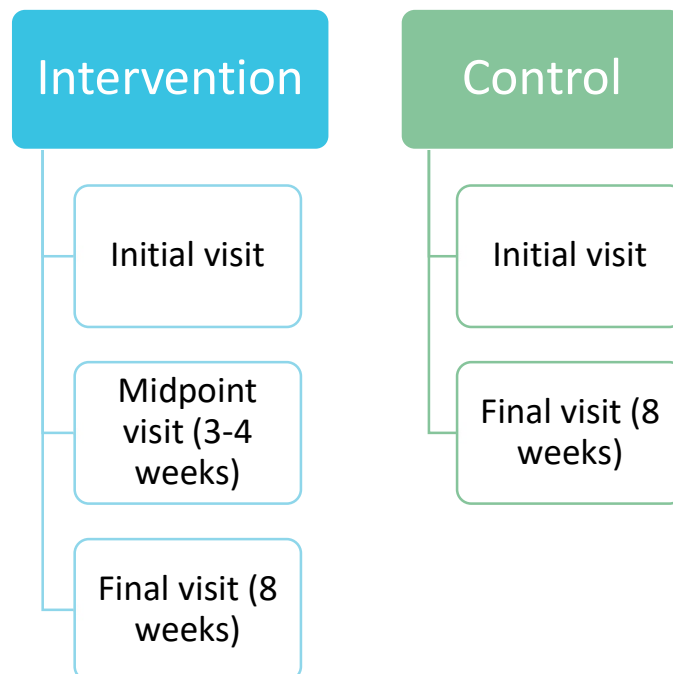 Intervention
Initial visit
Midpoint
visit (3-4
weeks)
Final visit (8
weeks)
Control
Initial visit
Final visit (8
weeks)